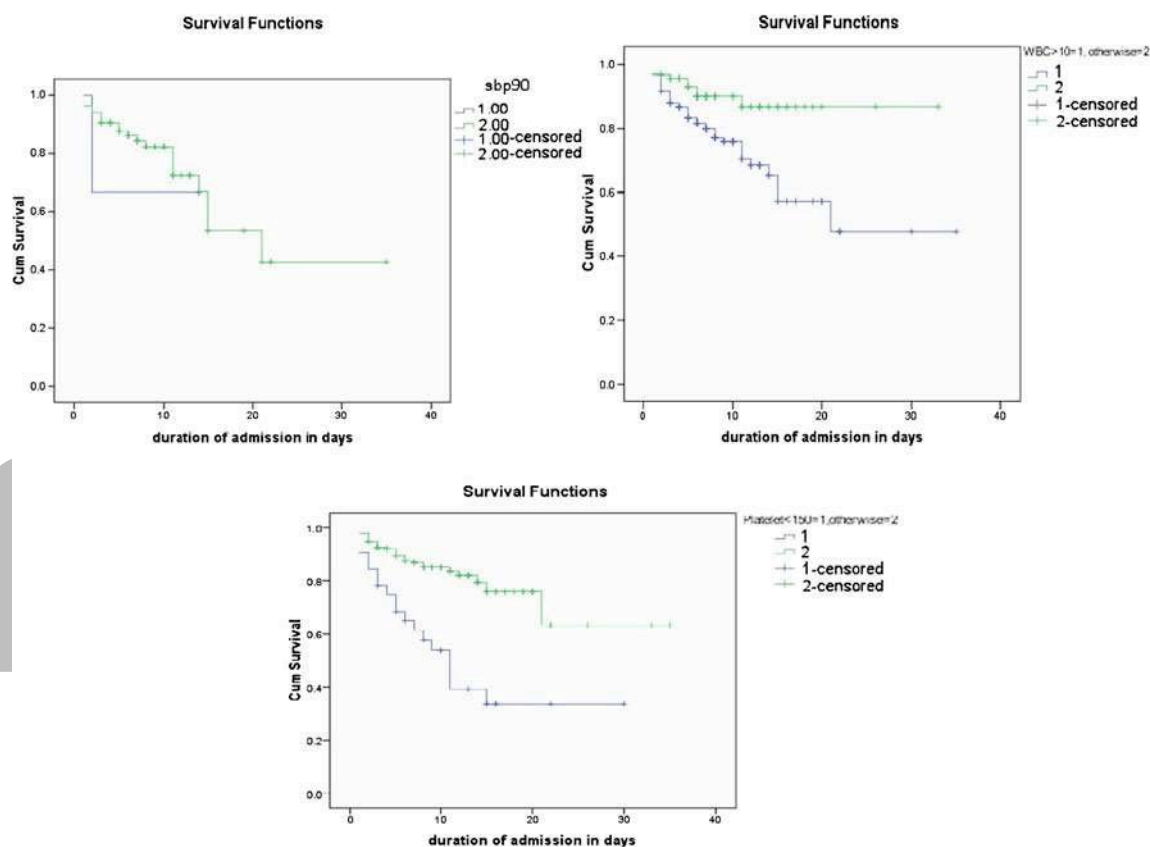 Survival Functions
sbp90
1.00
2.00
1.00-censored
2.00-censored
1.0
0.8
0.6
0.4
0.2
0.0
Cum Survival
0 10 20 30 40
duration of admission in days
Survival Functions
WBC>10=1, otherwise=2
1
2
1-censored
2-censored
1.0
0.8
0.6
0.4
0.2
0.0
Cum Survival
0 10 20 30 40
duration of admission in days
Survival Functions
Platelet<150=1,otherwise=2
1
2
1-censored
2-censored
1.0
0.8
0.6
0.4
0.2
0.0
Cum Survival
0 10 20 30 40
duration of admission in days